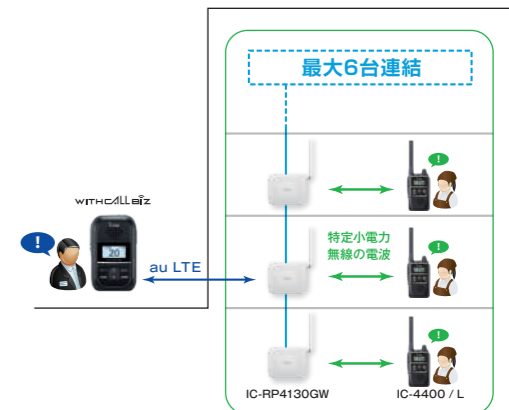 最大6台連結
WITHCALL BIZ
!
20
au LTE
特定小電力
無線の電波
!
!
!
IC-RP4130GW
IC-4400 / L